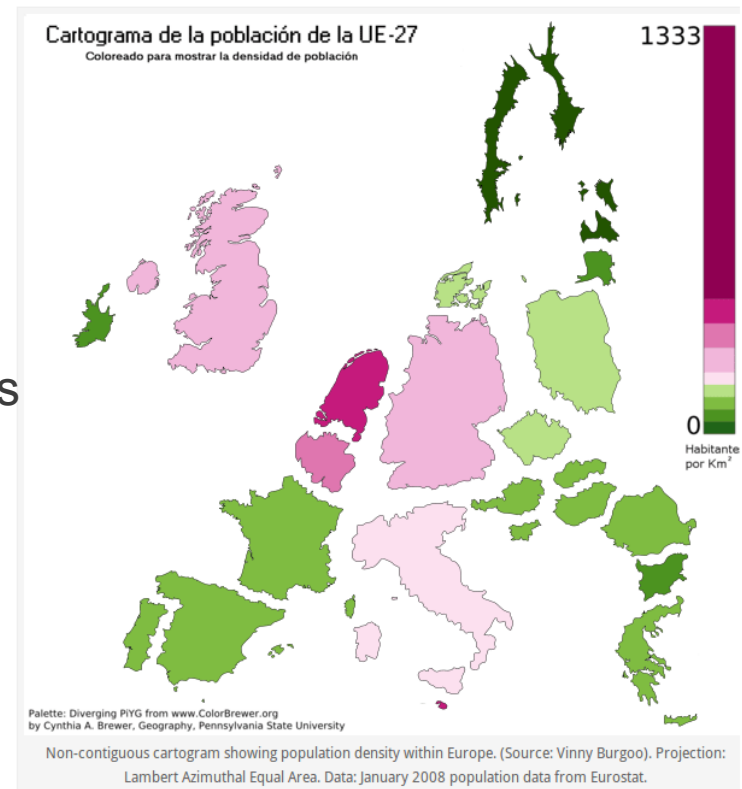 Cartograma de la población de la UE-27
Coloreado para mostrar la densidad de población
1333
s
0
Habitante
por Km²
Palette: Diverging PiYG from www.ColorBrewer.org
by Cynthia A. Brewer, Geography, Pennsylvania State University
Non-contiguous cartogram showing population density within Europe. (Source: Vinny Burgoo). Projection:
Lambert Azimuthal Equal Area. Data: January 2008 population data from Eurostat.